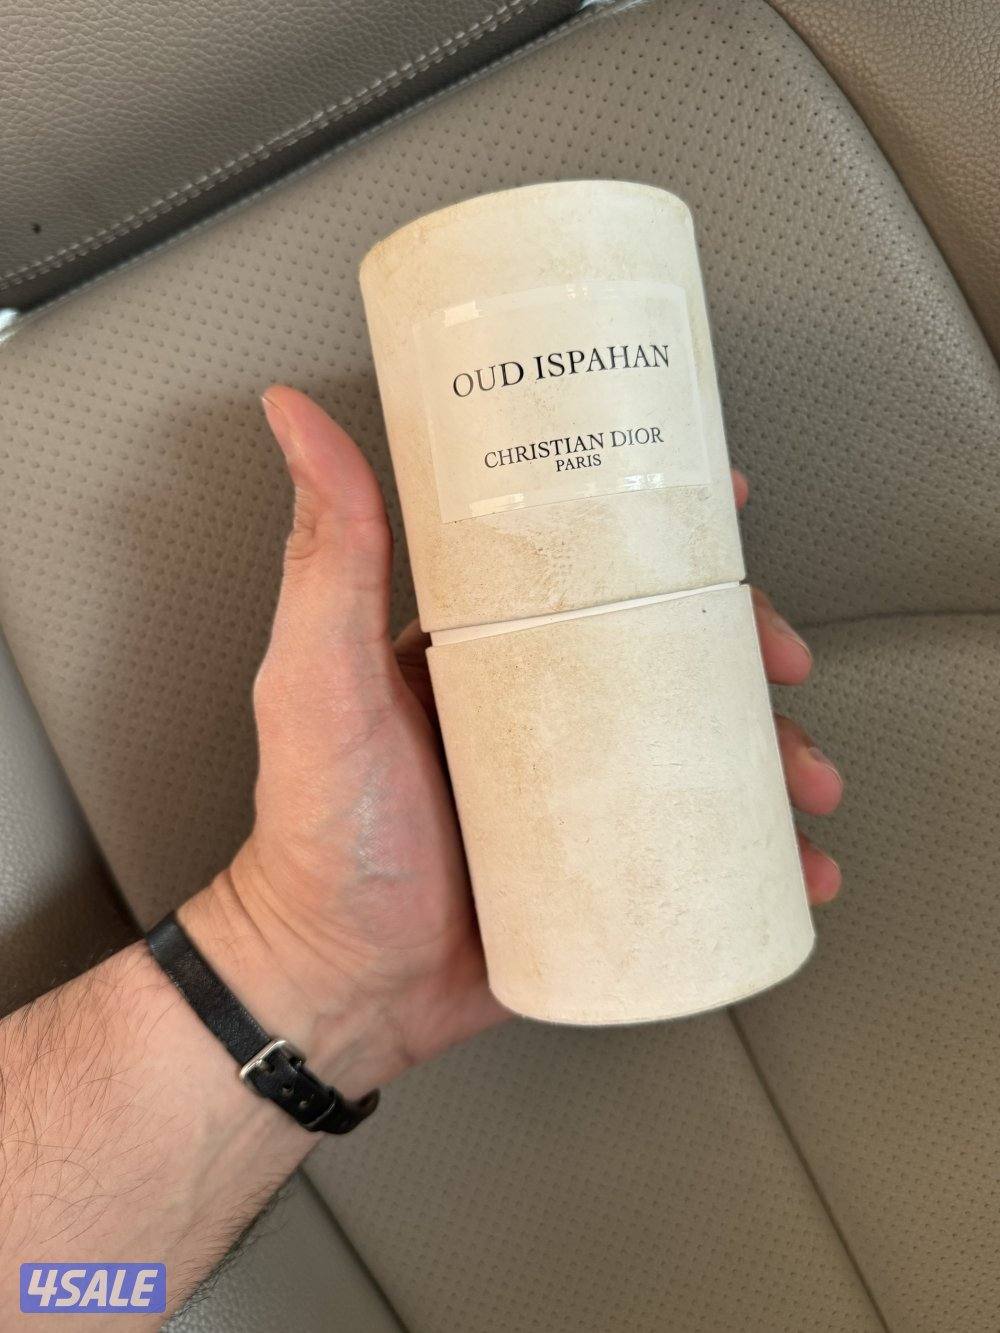 OUD ISPAHAN
CHRISTIAN DIOR
PARIS
4SALE